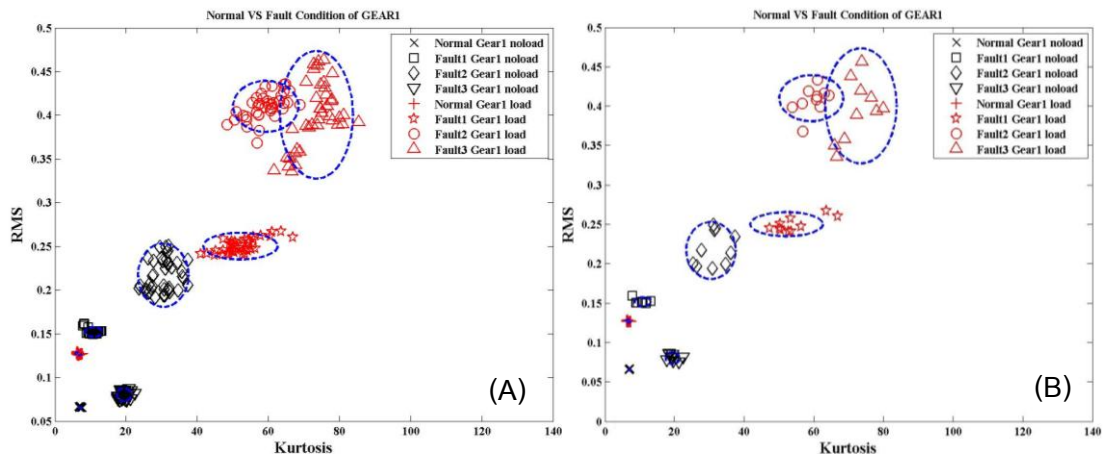 Normal VS Fault Condition of GEAR1
0.5
0.45
0.4
0.35
0.3
0.25
0.2
0.15
0.1
0.05
RMS
Normal Gear1 noload
Fault1 Gear1 noload
Fault2 Gear1 noload
Fault3 Gear1 noload
Normal Gear1 load
Fault1 Gear1 load
Fault2 Gear1 load
Fault3 Gear1 load
(A)
0 20 40 60 80 100 120 140
Kurtosis
Normal VS Fault Condition of GEAR1
0.5
0.45
0.4
0.35
0.3
0.25
0.2
0.15
0.1
0.05
RMS
Normal Gear1 noload
Fault1 Gear1 noload
Fault2 Gear1 noload
Fault3 Gear1 noload
Normal Gear1 load
Fault1 Gear1 load
Fault2 Gear1 load
Fault3 Gear1 load
(B)
0 20 40 60 80 100 120 140
Kurtosis